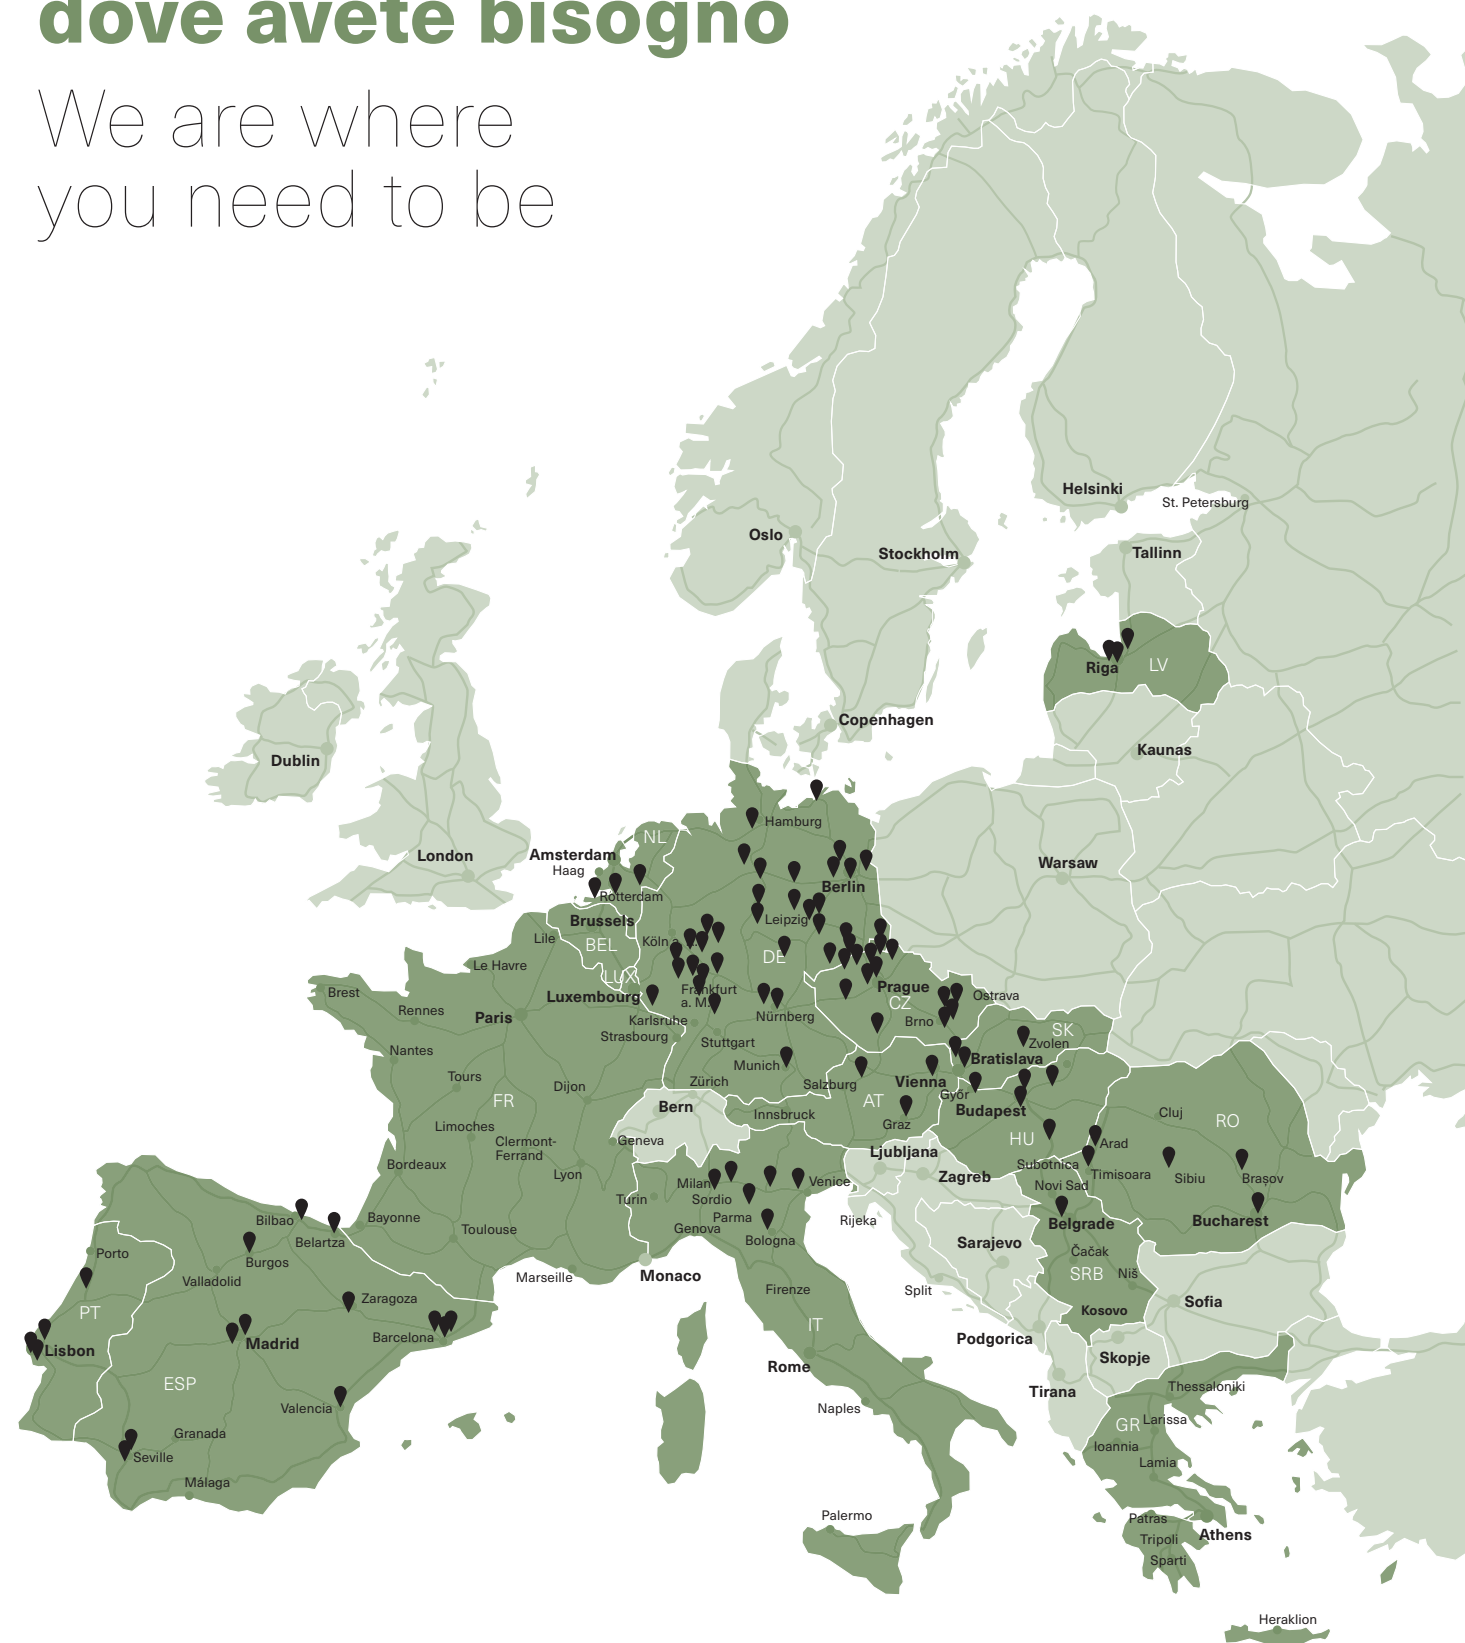 dove avete bisogno
We are where
you need to be
Helsinki
St. Petersburg
Oslo
Stockholm
Tallinn
Riga
LV
Copenhagen
Kaunas
Dublin
London
Hamburg
NL
Amsterdam
Haag
Rotterdam
Warsaw
Berlin
Brussels
Leipzig
Lile
BEL
Köln a.
DE
Le Havre
LUX
Luxembourg
Frankfurt
a. M.
Prague
CZ
Ostrava
Brest
Rennes
Paris
Karlsruhe
Strasbourg
Nürnberg
Brno
SK
Zvolen
Nantes
Stuttgart
Munich
Bratislava
Tours
Dijon
Zürich
Salzburg
Vienna
Győr
FR
Bern
Innsbruck
AT
Graz
Budapest
Cluj
RO
Limoches
Clermont-
Ferrand
Geneva
HU
Arad
Ljubljana
Bordeaux
Lyon
Subotnica
Timisoara
Sibiu
Brașov
Zagreb
Milan
Venice
Turin
Sordio
Novi Sad
Bayonne
Bilbao
Parma
Rijeka
Belgrade
Bucharest
Toulouse
Genova
Belartza
Bologna
Sarajevo
Čačak
Porto
Burgos
Marseille
Monaco
SRB
Niš
Valladolid
Firenze
Split
Zaragoza
Sofia
PT
Kosovo
IT
Barcelona
Podgorica
Lisbon
Madrid
Skopje
Rome
ESP
Tirana
Thessaloniki
Valencia
Naples
GR
Larissa
Granada
Ioannia
Seville
Lamia
Málaga
Palermo
Patras
Athens
Tripoli
Sparti
Heraklion